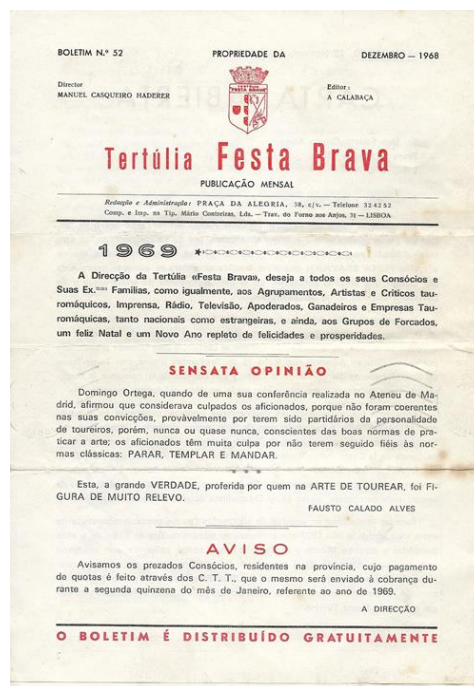 BOLETIM N.º 52 PROPRIEDADE DA DEZEMBRO — 1968
Director
MANUEL CASQUEIRO HADERER
Editor:
A CALABAÇA
Tertúlia Festa Brava
PUBLICAÇÃO MENSAL
Redação e Administração: PRAÇA DA ALEGRIA, 38, c/v. — Telefone 324252
Comp. e Imp. na Tip. Mário Contreiras, Lda. — Trav. do Forno aos Anjos, 31 — LISBOA
1969
A Direcção da Tertúlia «Festa Brava», deseja a todos os seus Consócios e
Suas Ex.mas Famílias, como igualmente, aos Agrupamentos, Artistas e Críticos tau-
romáquicos, Imprensa, Rádio, Televisão, Apoderados, Ganadeiros e Empresas Tau-
romáquicas, tanto nacionais como estrangeiras, e ainda, aos Grupos de Forcados,
um feliz Natal e um Novo Ano repleto de felicidades e prosperidades.
SENSATA OPINIÃO
Domingo Ortega, quando de uma sua conferência realizada no Ateneu de Ma-
drid, afirmou que considerava culpados os aficionados, porque não foram coerentes
nas suas convicções, provàvelmente por terem sido partidários da personalidade
de toureiros, porém, nunca ou quase nunca, conscientes das boas normas de pra-
ticar a arte; os aficionados têm muita culpa por não terem seguido fiéis às nor-
mas clássicas: PARAR, TEMPLAR E MANDAR.
* * *
Esta, a grande VERDADE, proferida por quem na ARTE DE TOUREAR, foi FI-
GURA DE MUITO RELEVO.
FAUSTO CALADO ALVES
AVISO
Avisamos os prezados Consócios, residentes na província, cujo pagamento
de quotas é feito através dos C. T. T., que o mesmo será enviado à cobrança du-
rante a segunda quinzena do mês de Janeiro, referente ao ano de 1969.
A DIRECÇÃO
O BOLETIM É DISTRIBUÍDO GRATUITAMENTE